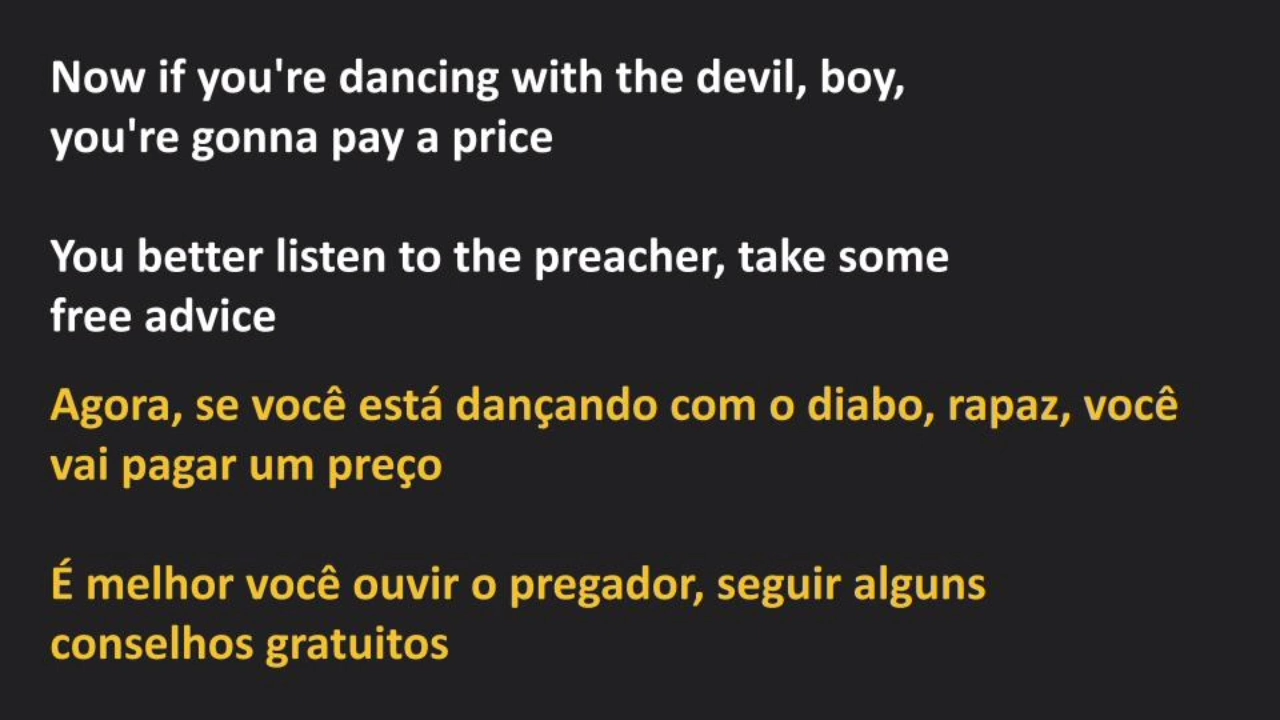 Now if you're dancing with the devil, boy,
you're gonna pay a price
You better listen to the preacher, take some
free advice
Agora, se você está dançando com o diabo, rapaz, você
vai pagar um preço
É melhor você ouvir o pregador, seguir alguns
conselhos gratuitos